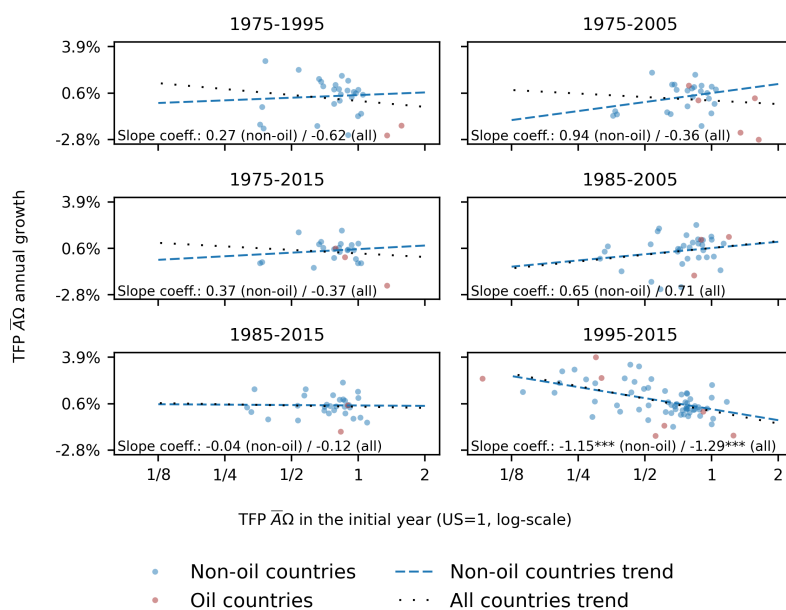 1975-1995
1975-2005
3.9%
0.6%
-2.8%
Slope coeff.: 0.27 (non-oil) / -0.62 (all)
Slope coeff.: 0.94 (non-oil) / -0.36 (all)
1975-2015
1985-2005
3.9%
0.6%
-2.8%
Slope coeff.: 0.37 (non-oil) / -0.37 (all)
Slope coeff.: 0.65 (non-oil) / 0.71 (all)
TFP A̅Ω annual growth
1985-2015
1995-2015
3.9%
0.6%
-2.8%
Slope coeff.: -0.04 (non-oil) / -0.12 (all)
Slope coeff.: -1.15*** (non-oil) / -1.29*** (all)
1/8 1/4 1/2 1 2
1/8 1/4 1/2 1 2
TFP A̅Ω in the initial year (US=1, log-scale)
Non-oil countries
Non-oil countries trend
Oil countries
All countries trend